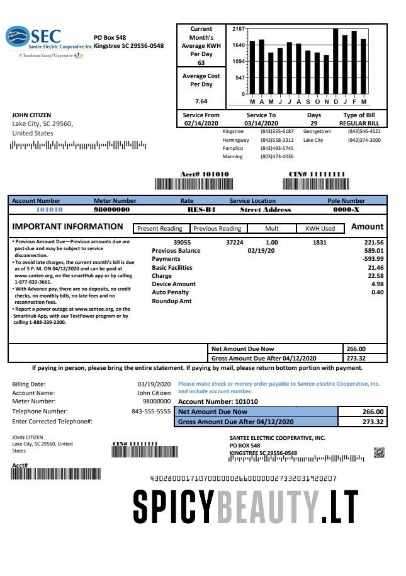 SEC
Santee Electric Cooperative, Inc.
A Touchstone Energy® Cooperative
PO Box 548
Kingstree SC 29556-0548
Current
Month's
Average KWH
Per Day
63
Average Cost
Per Day
7.64
2187
1640
1094
547
0
M A M J J A S O N D J F M
Service From
02/14/2020
Service To
03/14/2020
Days
29
Type of Bill
REGULAR BILL
JOHN CITIZEN
Lake City, SC 29560,
United States
Kingstree (843)355-6187 Georgetown (843)546-4521
Hemingway (843)558-2558 Lake City (843)374-3000
Pamplico (843)493-5745
Manning (803)473-4036
Acct# 101010
CIN# 11111111
Account Number Meter Number Rate Service Location Pole Number
101010 98000000 RES-B1 Street Address 0000-X
IMPORTANT INFORMATION
Present Reading Previous Reading Mult KWH Used Amount
• Previous Amount Due—Previous amounts due are
past-due and may be subject to service
disconnection.
• To avoid late charges, the current month's bill is due
as of 5 P. M. ON 04/12/2020 and can be paid at
www.santee.org, on the smartHub app or by calling
1-877-833-3661.
• With Advance pay, there are no deposits, no credit
checks, no monthly bills, no late fees and no
reconnection fees.
• Report a power outage at www.santee.org, on the
SmartHub app, with our TextPower program or by
calling 1-888-239-2300.
39055 37224 1.00 1831 221.56
Previous Balance 02/19/20 589.01
Payments -593.99
Basic Facilities 21.46
Charge 22.58
Device Amount 4.98
Auto Penalty 0.40
Roundup Amt
Net Amount Due Now 266.00
Gross Amount Due After 04/12/2020 273.32
If paying in person, please bring the entire statement. If paying by mail, please return bottom portion with payment.
Billing Date: 03/19/2020
Account Name: John Citizen
Meter Number: 98000000
Telephone Number: 843-555-5555
Enter Corrected Telephone#:
Please make check or money order payable to Santee electric Cooperative, Inc.
and include account number.
Account Number: 101010
Net Amount Due Now 266.00
Gross Amount Due After 04/12/2020 273.32
JOHN CITIZEN
Lake City, SC 29560, United
States
CIN# 11111111
Acct#
SANTEE ELECTRIC COOPERATIVE, INC.
PO BOX 548
KINGSTREE SC 29556-0548
SPICYBEAUTY.LT